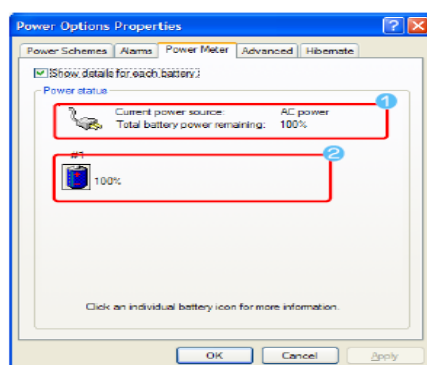 Power Options Properties
Power Schemes Alarms Power Meter Advanced Hibernate
Show details for each battery.
Power status
1
Current power source: AC power
Total battery power remaining: 100%
2
#1
100%
Click an individual battery icon for more information.
OK Cancel Apply